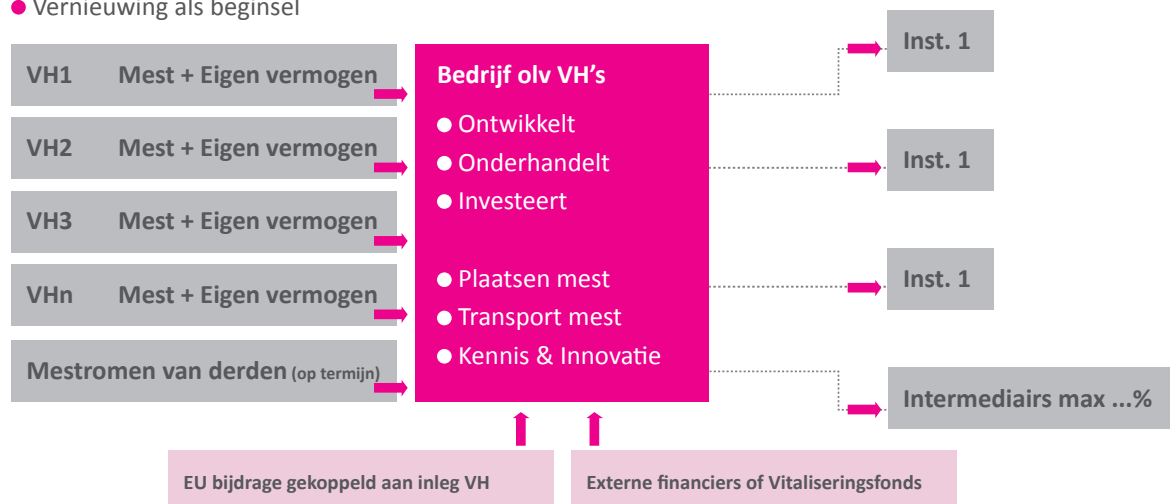 Vernieuwing als beginsel
VH1 Mest + Eigen vermogen
VH2 Mest + Eigen vermogen
VH3 Mest + Eigen vermogen
VHn Mest + Eigen vermogen
Mestromen van derden (op termijn)
Bedrijf olv VH’s
Ontwikkelt
Onderhandelt
Investeert
Plaatsen mest
Transport mest
Kennis & Innovatie
Inst. 1
Inst. 1
Inst. 1
Intermediairs max ...%
EU bijdrage gekoppeld aan inleg VH
Externe financiers of Vitaliseringsfonds